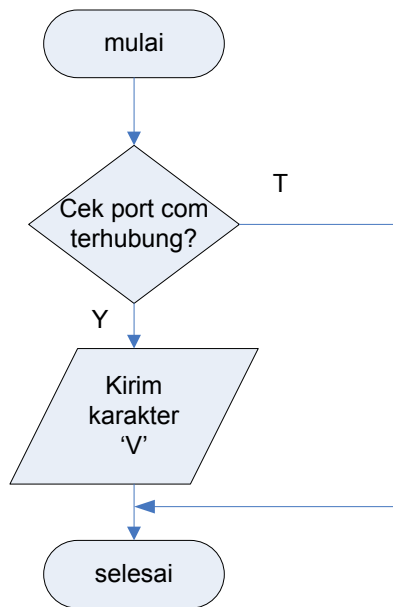 mulai
Cek port com
terhubung?
T
Y
Kirim
karakter
‘V’
selesai